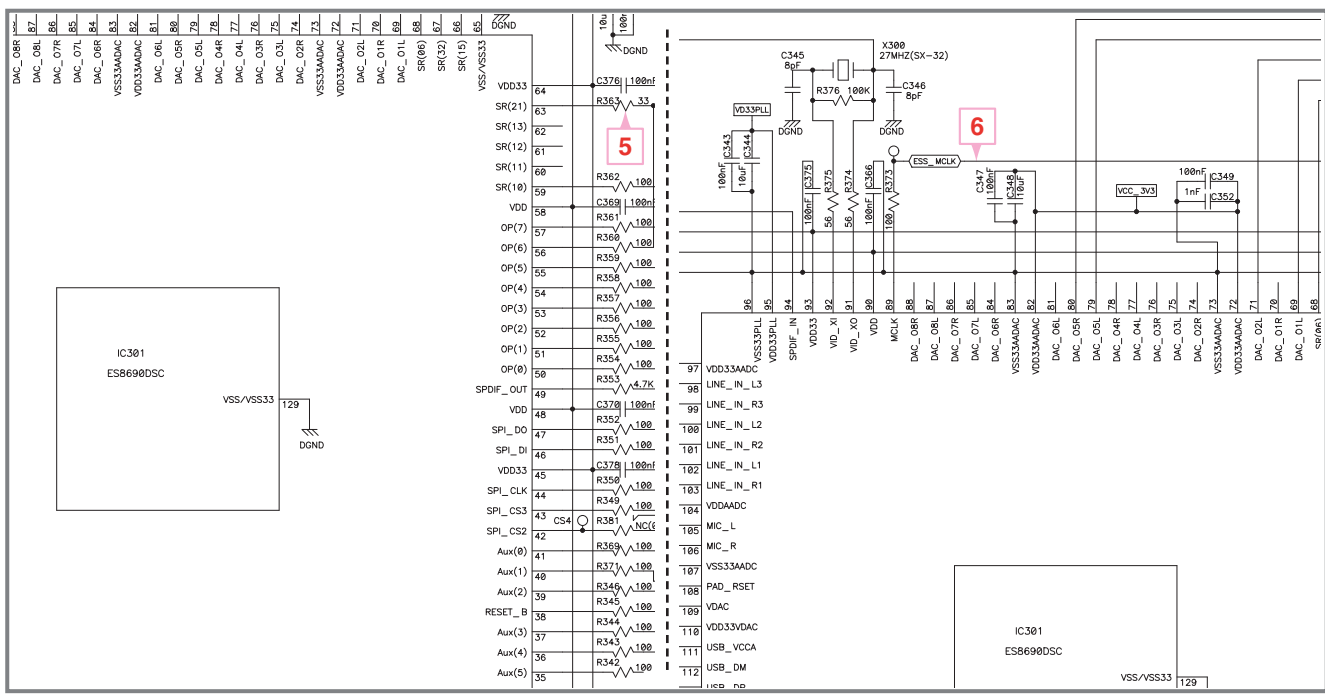 88
87
86
85
84
83
82
81
80
79
78
77
76
75
74
73
72
71
70
69
68
67
66
65
DAC_O8R
DAC_O8L
DAC_O7R
DAC_O7L
DAC_O6R
VSS33AADAC
VDD33AADAC
DAC_O6L
DAC_O5R
DAC_O5L
DAC_O4R
DAC_O4L
DAC_O3R
DAC_O3L
DAC_O2R
VSS33AADAC
VDD33AADAC
DAC_O2L
DAC_O1R
DAC_O1L
SR(06)
SR(32)
SR(15)
VSS/VSS33
DGND
10u
100n
DGND
VDD33 64 C376 100nF
SR(21) 63 R363 33
5
SR(13) 62
SR(12) 61
SR(11) 60
SR(10) 59 R362 100
VDD 58 C369 100nF
OP(7) 57 R361 100
OP(6) 56 R360 100
OP(5) 55 R359 100
OP(4) 54 R358 100
OP(3) 53 R357 100
OP(2) 52 R356 100
OP(1) 51 R355 100
OP(0) 50 R354 100
SPDIF_OUT 49 R353 4.7K
VDD 48 C370 100nF
SPI_DO 47 R352 100
SPI_DI 46 R351 100
VDD33 45 C378 100nF
SPI_CLK 44 R350 100
SPI_CS3 43 R349 100
SPI_CS2 42 CS4 R381 NC(
Aux(0) 41 R369 100
Aux(1) 40 R371 100
Aux(2) 39 R346 100
RESET_B 38 R345 100
Aux(3) 37 R344 100
Aux(4) 36 R343 100
Aux(5) 35 R342 100
IC301
ES8690DSC
VSS/VSS33 129
DGND
X300
27MHZ(SX-32)
C345
8pF
R376 100K
C346
8pF
DGND
DGND
VD33PLL
6
ESS_MCLK
C343
100nF
C344
10uF
C375
100nF
R375
56
R374
56
C366
100nF
R373
100
C347
100nF
C348
10uF
VCC_3V3
100nF C349
1nF C352
96
95
94
93
92
91
90
89
88
87
86
85
84
83
82
81
80
79
78
77
76
75
74
73
72
71
70
69
68
VSS33PLL
VDD33PLL
SPDIF_IN
VDD33
VID_XI
VID_XO
VDD
MCLK
DAC_O8R
DAC_O8L
DAC_O7R
DAC_O7L
DAC_O6R
VSS33AADAC
VDD33AADAC
DAC_O6L
DAC_O5R
DAC_O5L
DAC_O4R
DAC_O4L
DAC_O3R
DAC_O3L
DAC_O2R
VSS33AADAC
VDD33AADAC
DAC_O2L
DAC_O1R
DAC_O1L
SR(06)
97 VDD33AADC
98 LINE_IN_L3
99 LINE_IN_R3
100 LINE_IN_L2
101 LINE_IN_R2
102 LINE_IN_L1
103 LINE_IN_R1
104 VDDAADC
105 MIC_L
106 MIC_R
107 VSS33AADC
108 PAD_RSET
109 VDAC
110 VDD33VDAC
111 USB_VCCA
112 USB_DM
USB_DP
IC301
ES8690DSC
VSS/VSS33 129